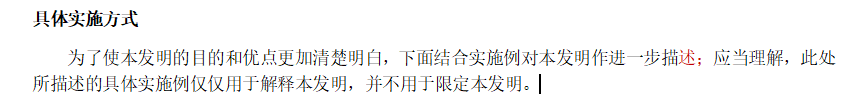 具体实施方式
为了使本发明的目的和优点更加清楚明白，下面结合实施例对本发明作进一步描述；应当理解，此处
所描述的具体实施例仅仅用于解释本发明，并不用于限定本发明。